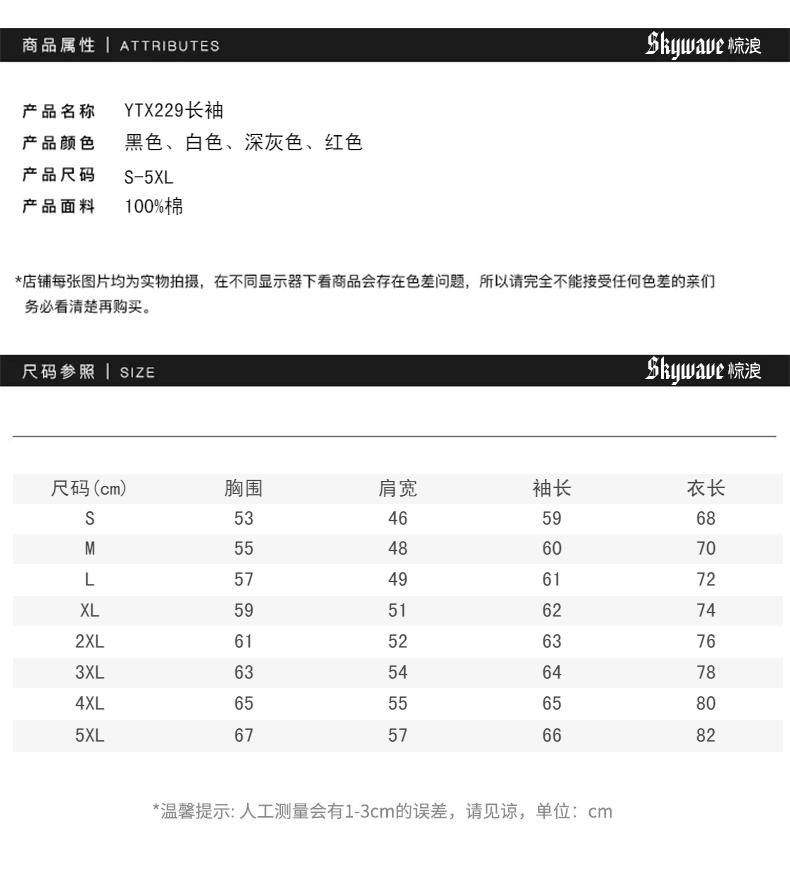 商品属性 | ATTRIBUTES Skywave 惊浪
产品名称 YTX229长袖
产品颜色 黑色、白色、深灰色、红色
产品尺码 S-5XL
产品面料 100%棉
*店铺每张图片均为实物拍摄，在不同显示器下看商品会存在色差问题，所以请完全不能接受任何色差的亲们
务必看清楚再购买。
尺码参照 | SIZE Skywave 惊浪
尺码(cm) 胸围 肩宽 袖长 衣长
S 53 46 59 68
M 55 48 60 70
L 57 49 61 72
XL 59 51 62 74
2XL 61 52 63 76
3XL 63 54 64 78
4XL 65 55 65 80
5XL 67 57 66 82
*温馨提示: 人工测量会有1-3cm的误差，请见谅，单位：cm